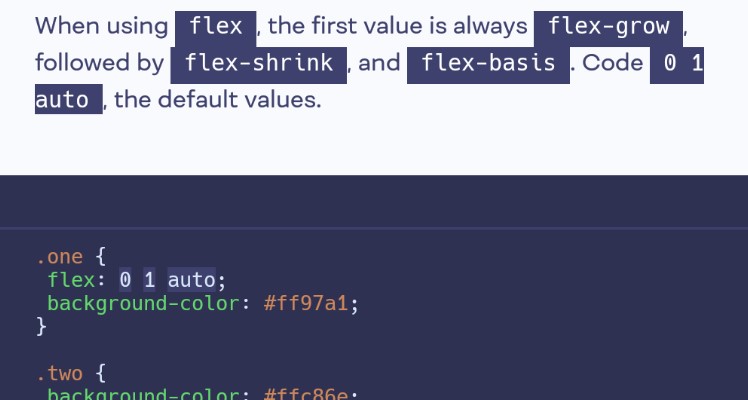 When using flex, the first value is always flex-grow,
followed by flex-shrink, and flex-basis. Code 0 1
auto, the default values.
.one {
flex: 0 1 auto;
background-color: #ff97a1;
}
.two {
background-color: #ffc86e;